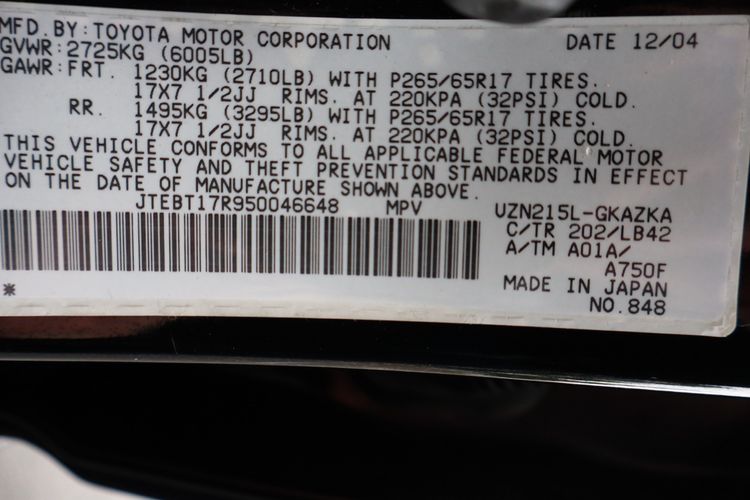 MFD.BY:TOYOTA MOTOR CORPORATION DATE 12/04
GVWR:2725KG (6005LB)
GAWR:FRT. 1230KG (2710LB) WITH P265/65R17 TIRES.
17X7 1/2JJ RIMS. AT 220KPA (32PSI) COLD.
RR. 1495KG (3295LB) WITH P265/65R17 TIRES.
17X7 1/2JJ RIMS. AT 220KPA (32PSI) COLD.
THIS VEHICLE CONFORMS TO ALL APPLICABLE FEDERAL MOTOR
VEHICLE SAFETY AND THEFT PREVENTION STANDARDS IN EFFECT
ON THE DATE OF MANUFACTURE SHOWN ABOVE.
JTEBT17R950046648 MPV UZN215L-GKAZKA
C/TR 202/LB42
A/TM A01A/
A750F
MADE IN JAPAN
* NO.848